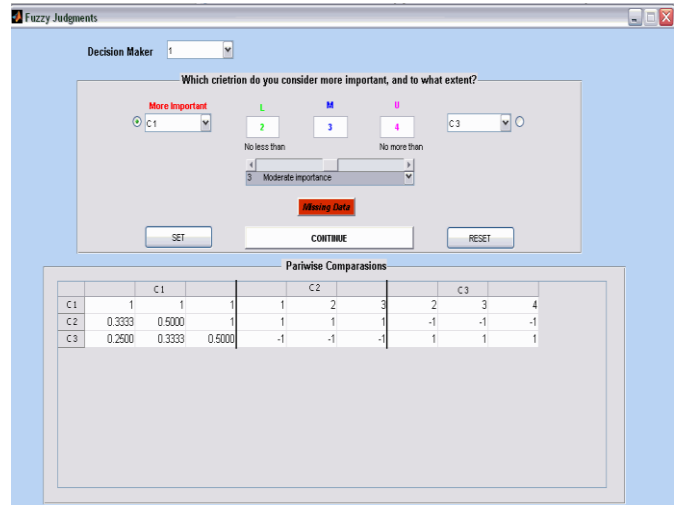 Fuzzy Judgments
Decision Maker 1
Which crietrion do you consider more important, and to what extent?
More Important L M U
C1 2 3 4 C3
No less than No more than
3 Moderate importance
Missing Data
SET CONTINUE RESET
Pariwise Comparasions
C1 C2 C3
C1 1 1 1 1 2 3 2 3 4
C2 0.3333 0.5000 1 1 1 1 -1 -1 -1
C3 0.2500 0.3333 0.5000 -1 -1 -1 1 1 1